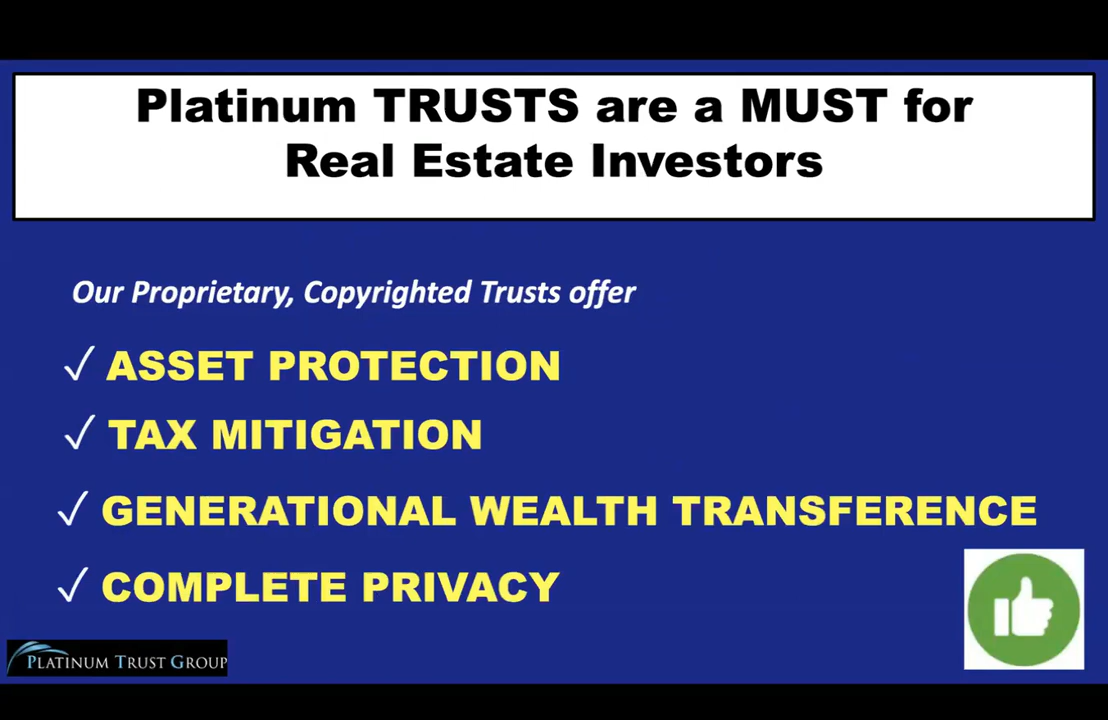 Platinum TRUSTS are a MUST for
Real Estate Investors
Our Proprietary, Copyrighted Trusts offer
✓ ASSET PROTECTION
✓ TAX MITIGATION
✓ GENERATIONAL WEALTH TRANSFERENCE
✓ COMPLETE PRIVACY
PLATINUM TRUST GROUP